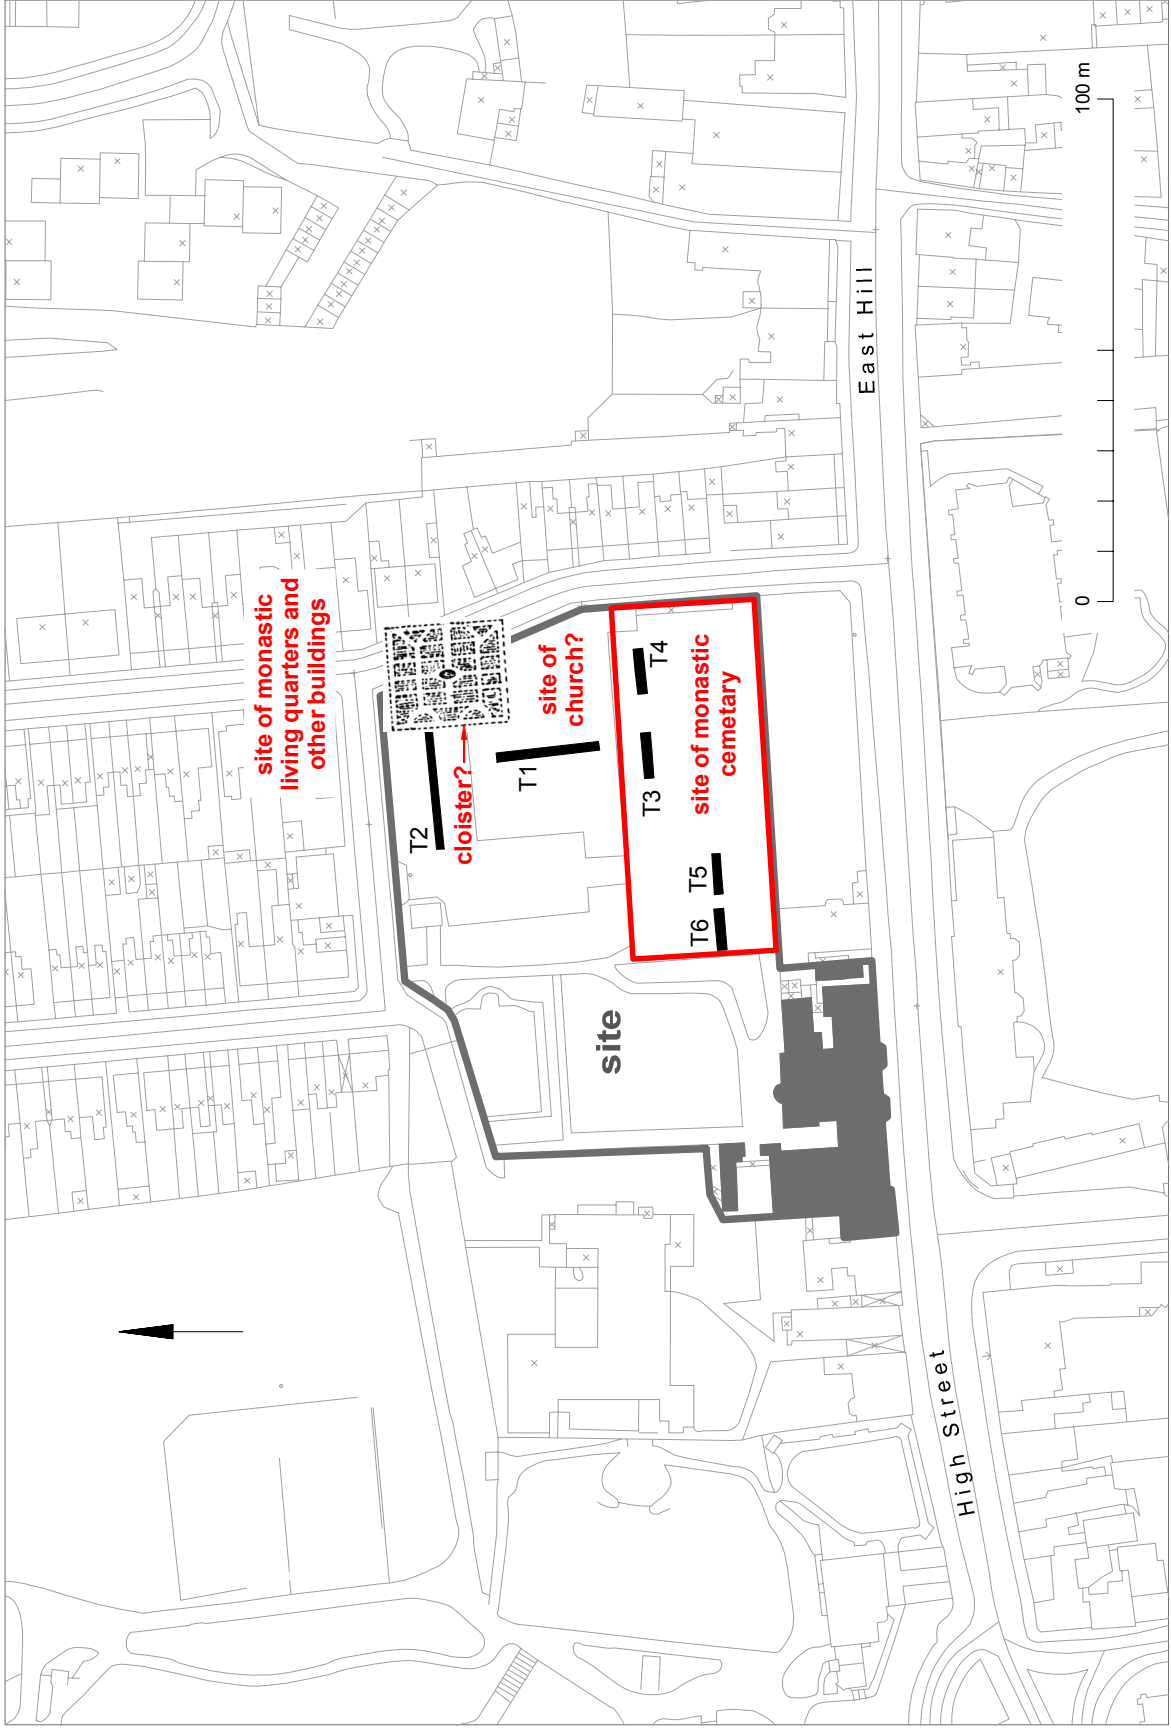 site of monastic
living quarters and
other buildings
T2
cloister?
T1
site of
church?
T3
T4
site of monastic
cemetary
T5
T6
site
High Street
East Hill
0
100 m